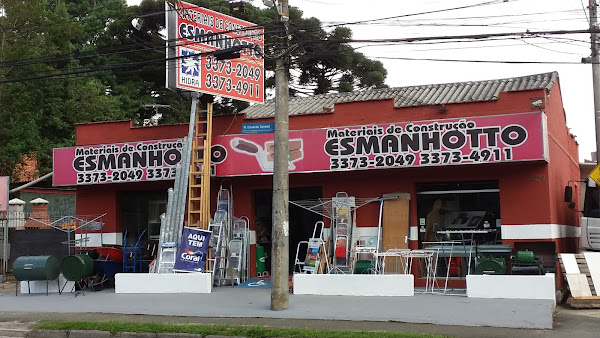 MATERIAIS DE CONSTRUÇÃO
ESMANHOTTO
3373-2049
3373-4911
HIDRA
Materiais de Construção
ESMANHOTTO
3373-2049 3373
Materiais de Construção
ESMANHOTTO
3373-2049 3373-4911
AQUI
TEM
Coral